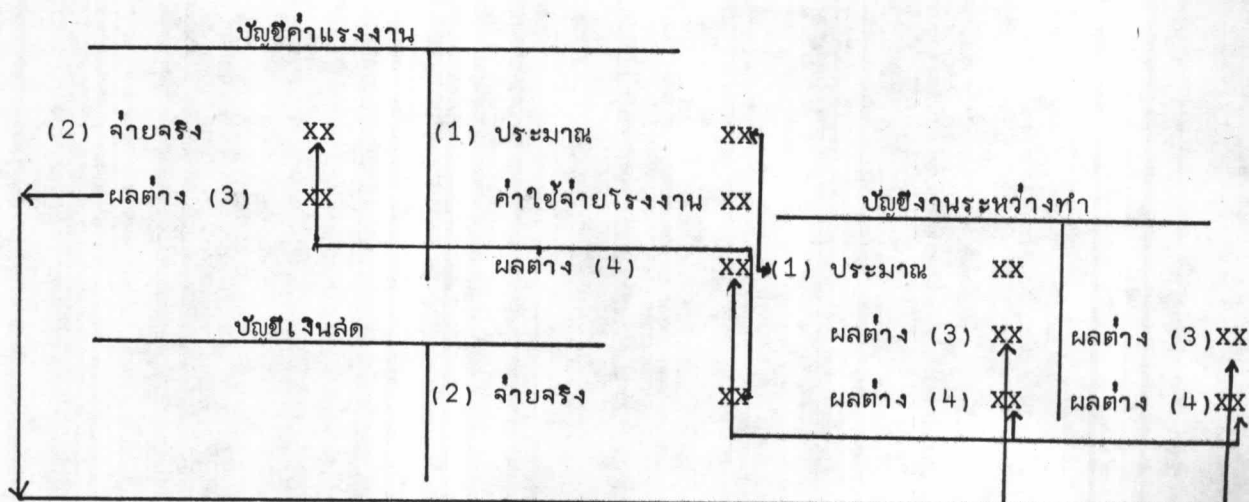 บัญชีค่าแรงงาน
(2) จ่ายจริง XX (1) ประมาณ XX
ผลต่าง (3) XX ค่าใช้จ่ายโรงงาน XX
ผลต่าง (4) XX
บัญชีงานระหว่างทำ
(1) ประมาณ XX
ผลต่าง (3) XX ผลต่าง (3) XX
ผลต่าง (4) XX ผลต่าง (4) XX
บัญชีเงินสด
(2) จ่ายจริง XX